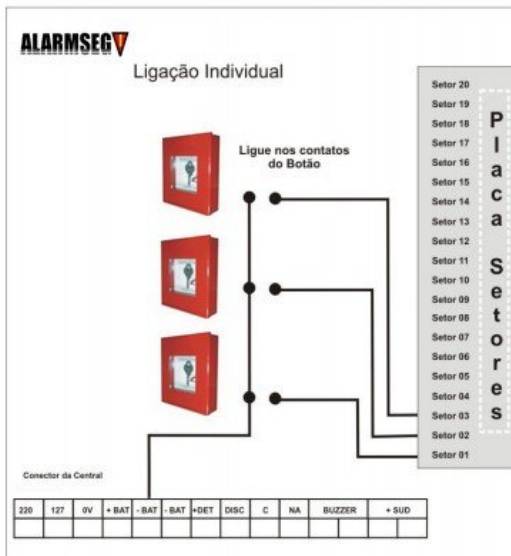 ALARMSEG
Ligação Individual
Ligue nos contatos
do Botão
Setor 20
Setor 19
Setor 18
Setor 17
Setor 16
Setor 15
Setor 14
Setor 13
Setor 12
Setor 11
Setor 10
Setor 09
Setor 08
Setor 07
Setor 06
Setor 05
Setor 04
Setor 03
Setor 02
Setor 01
Placa Setores
Conector da Central
220 127 0V + BAT - BAT - BAT +DET DISC C NA BUZZER + SUD